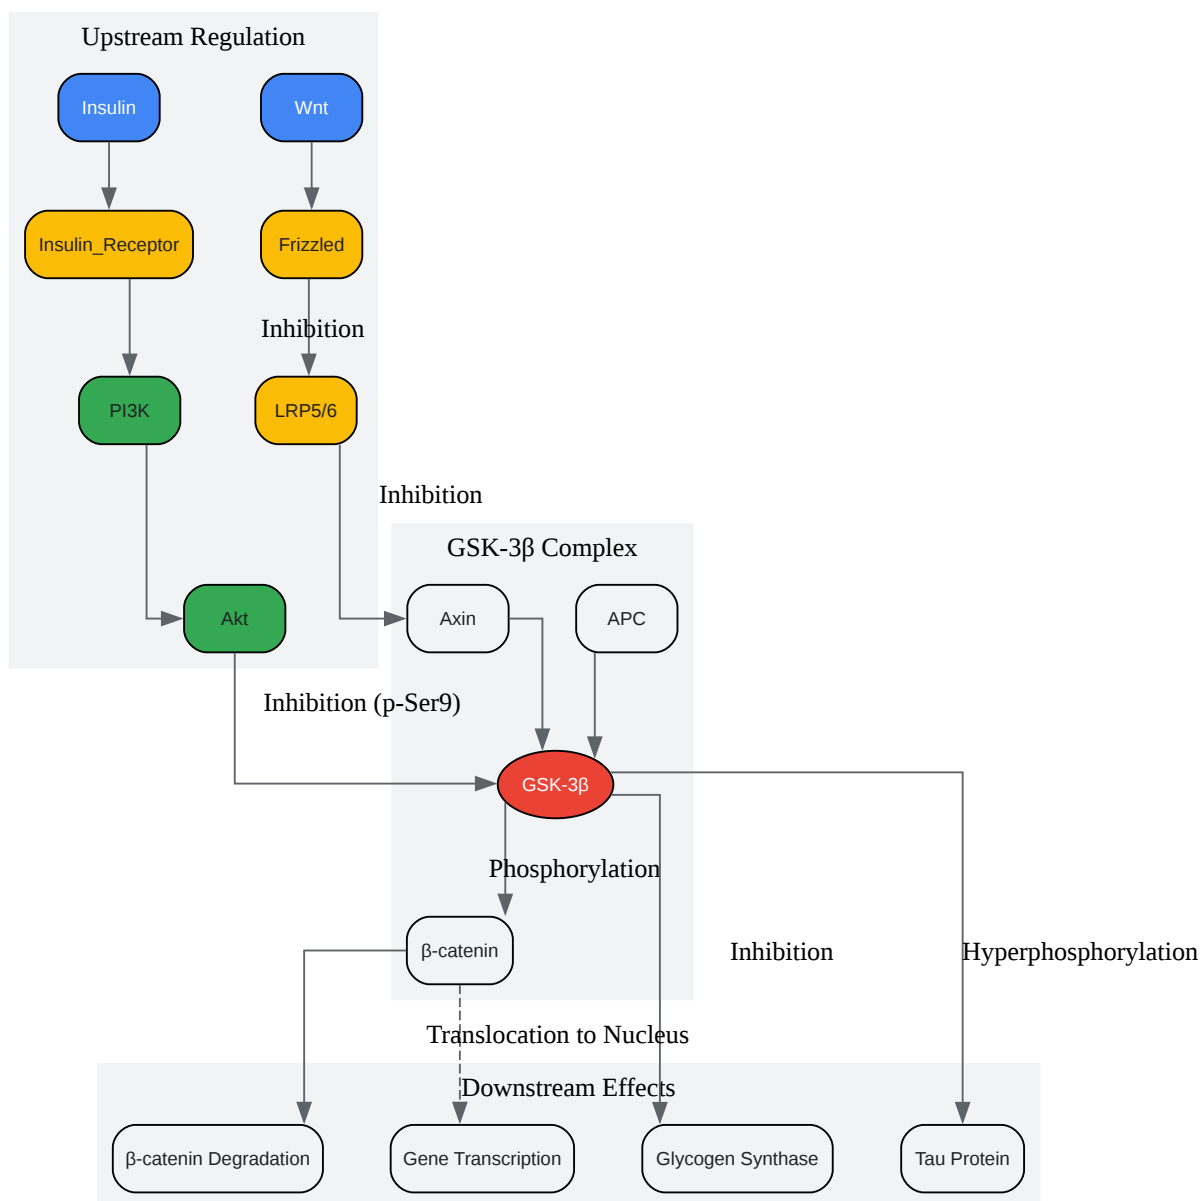 Upstream Regulation
Insulin
Wnt
Insulin_Receptor
Frizzled
Inhibition
PI3K
LRP5/6
Inhibition
GSK-3β Complex
Akt
Axin
APC
Inhibition (p-Ser9)
GSK-3β
Phosphorylation
β-catenin
Inhibition
Hyperphosphorylation
Translocation to Nucleus
Downstream Effects
β-catenin Degradation
Gene Transcription
Glycogen Synthase
Tau Protein